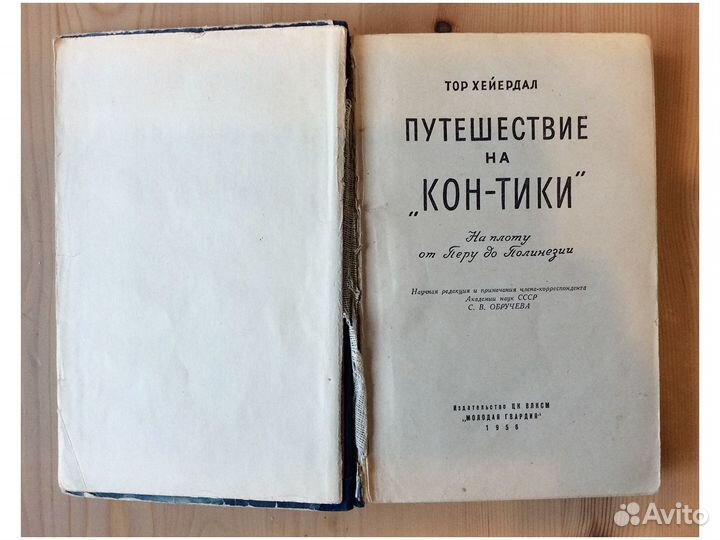 ТОР ХЕЙЕРДАЛ
ПУТЕШЕСТВИЕ
НА
„КОН-ТИКИ"
На плоту
от Перу до Полинезии
Научная редакция и примечания члена-корреспондента
Академии наук СССР
С. В. ОБРУЧЕВА
Издательство ЦК ВЛКСМ
„МОЛОДАЯ ГВАРДИЯ"
1956
Avito